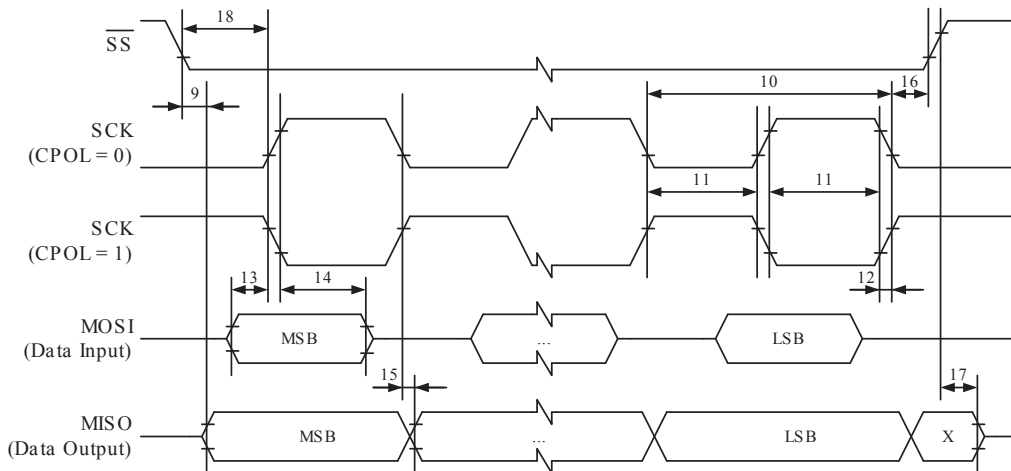 18
SS
9
10
16
SCK
(CPOL = 0)
11
11
SCK
(CPOL = 1)
13
14
12
MOSI
(Data Input)
MSB
...
LSB
15
17
MISO
(Data Output)
MSB
...
LSB
X